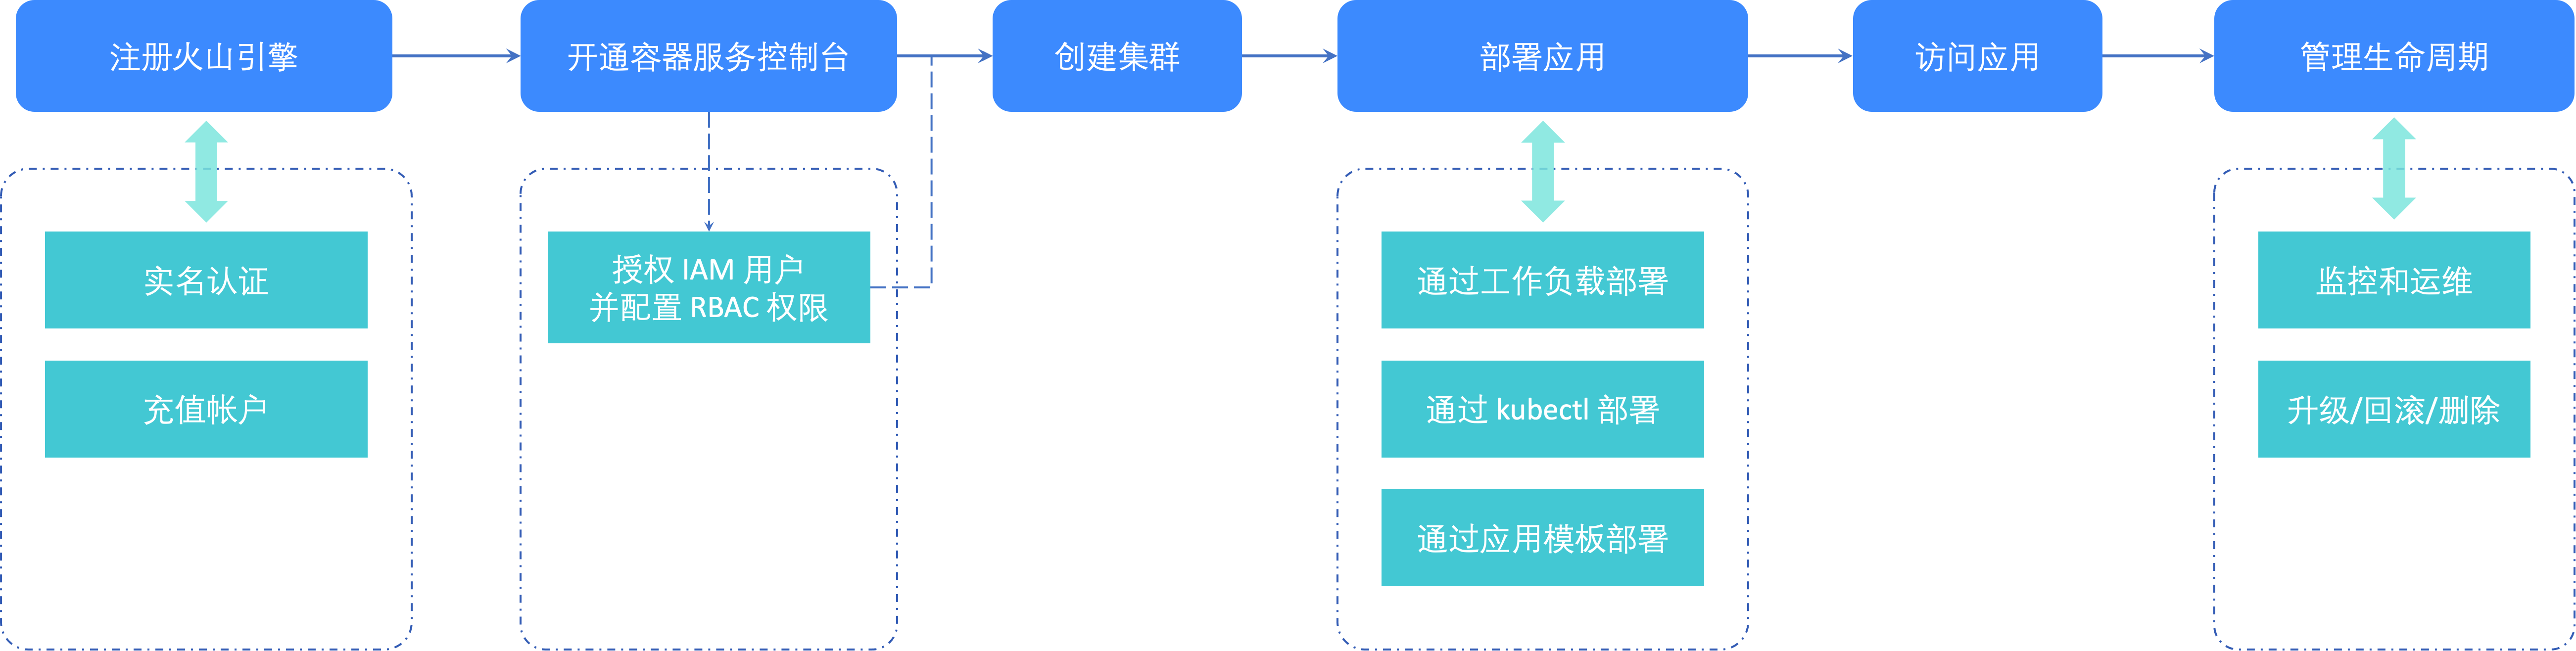 注册火山引擎
开通容器服务控制台
创建集群
部署应用
访问应用
管理生命周期
实名认证
充值帐户
授权 IAM 用户
并配置 RBAC 权限
通过工作负载部署
通过 kubectl 部署
通过应用模板部署
监控和运维
升级/回滚/删除